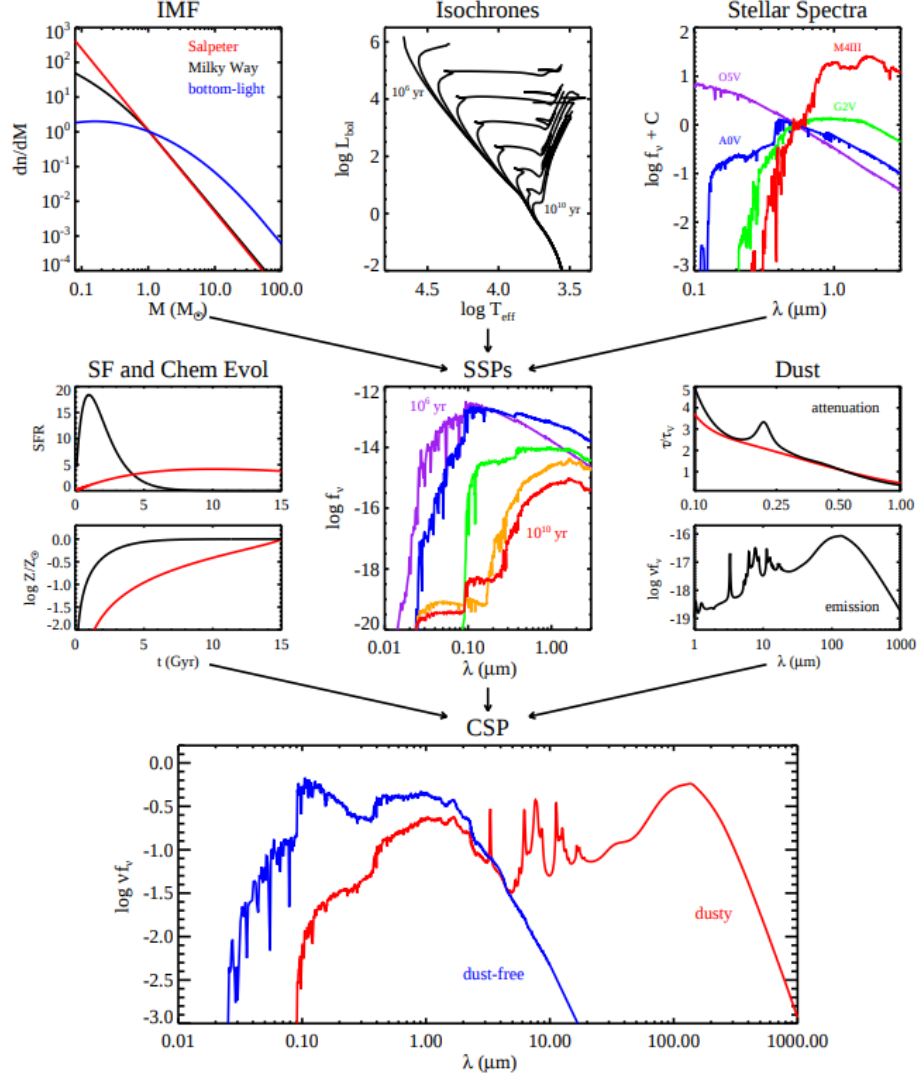 IMF
Isochrones
Stellar Spectra
10⁴
10³
10²
10¹
10⁰
10⁻¹
10⁻²
10⁻³
10⁻⁴
dn/dM
Salpeter
Milky Way
bottom-light
0.1 1.0 10.0 100.0
M (M☉)
6
4
2
0
-2
log L_bol
10⁶ yr
10¹⁰ yr
4.5 4.0 3.5
log T_eff
2
1
0
-1
-2
-3
log f_ν + C
M4III
O5V
G2V
A0V
0.1 1.0
λ (μm)
SF and Chem Evol
SSPs
Dust
20
15
10
5
0
SFR
0 5 10 15
0.0
-0.5
-1.0
-1.5
-2.0
log Z/Z☉
0 5 10 15
t (Gyr)
-12
-14
-16
-18
-20
log f_ν
10⁶ yr
10¹⁰ yr
0.01 0.10 1.00
λ (μm)
5
4
3
2
1
τ/τ_V
attenuation
0.10 0.25 0.50 1.00
-16
-17
-18
-19
log νf_ν
emission
1 10 100 1000
λ (μm)
CSP
0.0
-0.5
-1.0
-1.5
-2.0
-2.5
-3.0
log νf_ν
dusty
dust-free
0.01 0.10 1.00 10.00 100.00 1000.00
λ (μm)